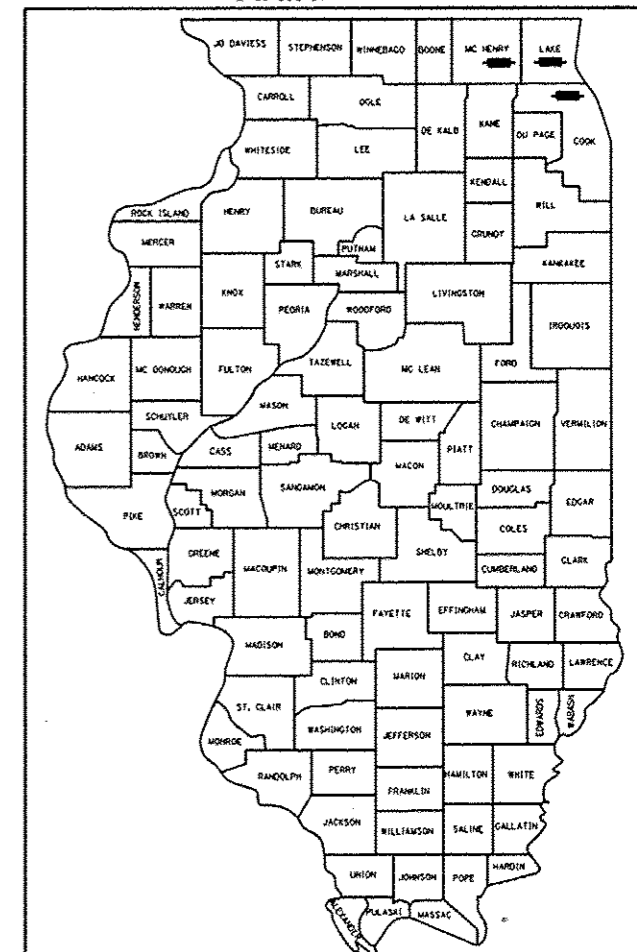 JO DAVIESS STEPHENSON WINNEBAGO BOONE MC HENRY LAKE
CARROLL OGLE DE KALB KANE DU PAGE COOK
WHITESIDE LEE KENDALL
ROCK ISLAND HENRY BUREAU LA SALLE GRUNDY WILL
MERCER PUTNAM KANKAKEE
STARK MARSHALL
HENDERSON WARREN KNOX PEORIA WOODFORD LIVINGSTON IROQUOIS
HANCOCK MC DONOUGH FULTON TAZEWELL MC LEAN FORD
SCHUYLER MASON LOGAN DE WITT CHAMPAIGN VERMILION
ADAMS BROWN CASS MENARD MACON PIATT
PIKE SCOTT MORGAN SANGAMON CHRISTIAN MOULTRIE DOUGLAS EDGAR
COLES
CALHOUN GREENE MACOUPIN MONTGOMERY SHELBY CUMBERLAND CLARK
JERSEY FAYETTE EFFINGHAM JASPER CRAWFORD
MADISON BOND CLAY RICHLAND LAWRENCE
CLINTON MARION
ST. CLAIR WASHINGTON JEFFERSON WAYNE EDWARDS WABASH
MONROE
RANDOLPH PERRY FRANKLIN HAMILTON WHITE
JACKSON WILLIAMSON SALINE GALLATIN
UNION JOHNSON POPE HARDIN
ALEXANDER PULASKI MASSAC